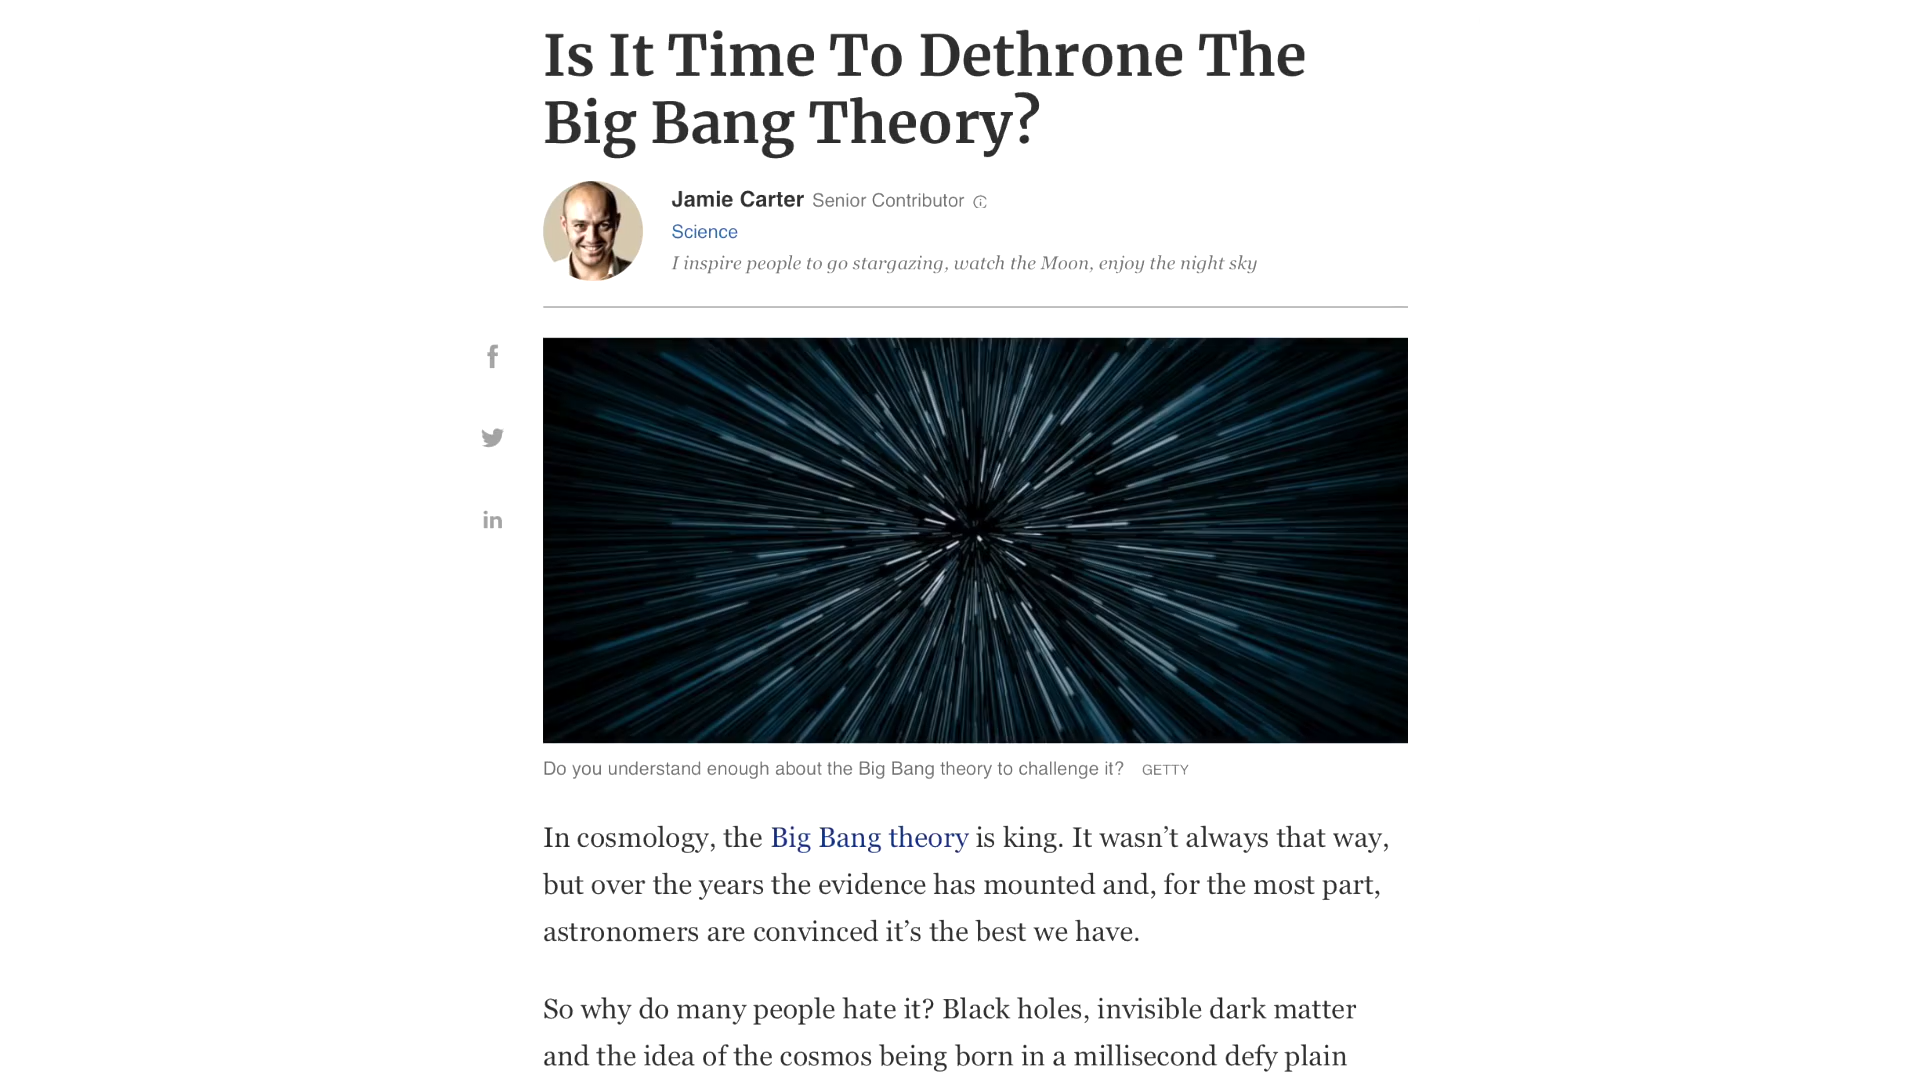 Is It Time To Dethrone The
Big Bang Theory?
Jamie Carter Senior Contributor
Science
I inspire people to go stargazing, watch the Moon, enjoy the night sky
f
in
Do you understand enough about the Big Bang theory to challenge it? GETTY
In cosmology, the Big Bang theory is king. It wasn’t always that way,
but over the years the evidence has mounted and, for the most part,
astronomers are convinced it’s the best we have.
So why do many people hate it? Black holes, invisible dark matter
and the idea of the cosmos being born in a millisecond defy plain